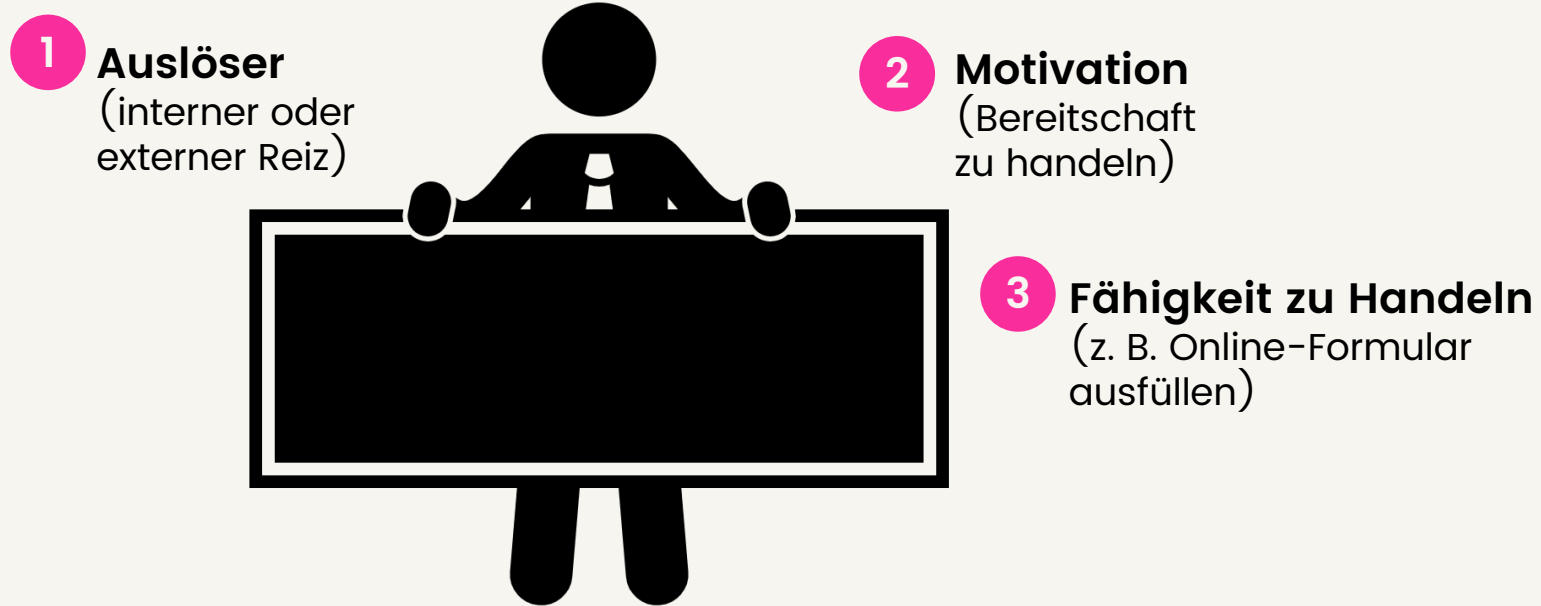 1
Auslöser
(interner oder
externer Reiz)
2
Motivation
(Bereitschaft
zu handeln)
3
Fähigkeit zu Handeln
(z. B. Online-Formular
ausfüllen)